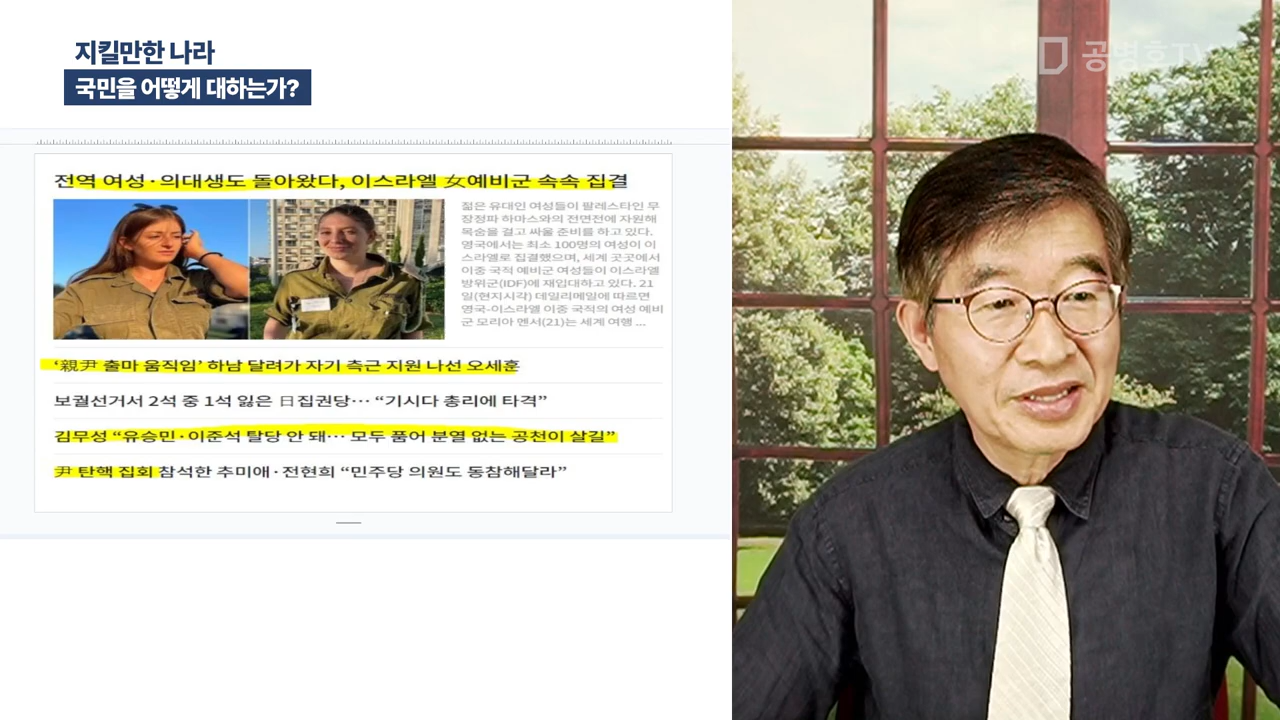 지킬만한 나라
국민을 어떻게 대하는가?
공병호TV
전역 여성·의대생도 돌아왔다, 이스라엘 女예비군 속속 집결
젊은 유대인 여성들이 팔레스타인 무
장정파 하마스와의 전면전에 자원해
목숨을 걸고 싸울 준비를 하고 있다.
영국에서는 최소 100명의 여성이 이
스라엘로 집결했으며, 세계 곳곳에서
이중 국적 예비군 여성들이 이스라엘
방위군(IDF)에 재입대하고 있다. 21
일(현지시각) 데일리메일에 따르면
영국-이스라엘 이중 국적의 여성 예비
군 모리아 멘서(21)는 세계 여행 ...
‘親尹 출마 움직임’ 하남 달려가 자기 측근 지원 나선 오세훈
보궐선거서 2석 중 1석 잃은 日집권당… “기시다 총리에 타격”
김무성 “유승민·이준석 탈당 안 돼… 모두 품어 분열 없는 공천이 살길”
尹 탄핵 집회 참석한 추미애·전현희 “민주당 의원도 동참해달라”